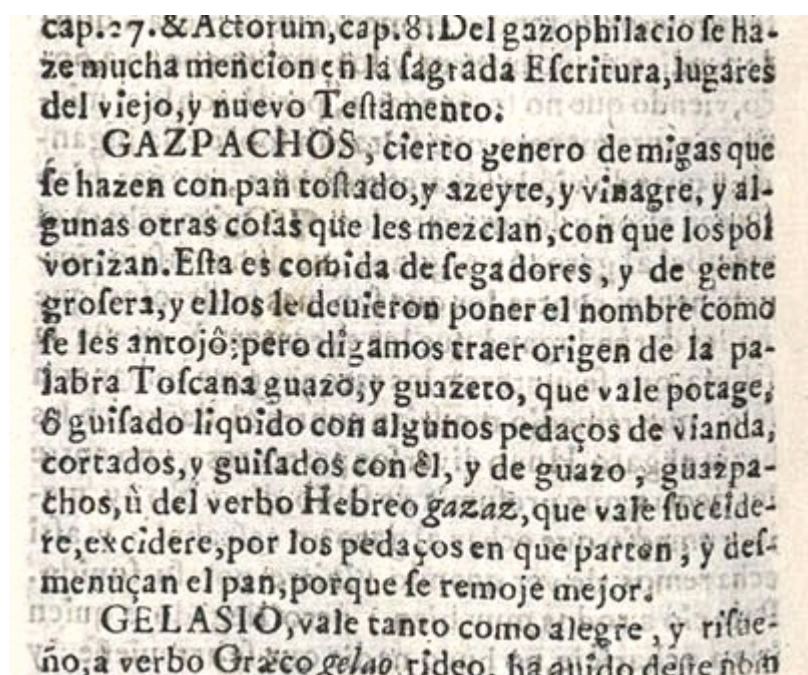 cap.27.& Actorum,cap.8.Del gazophilacio ſe ha-
ze mucha mencion en la ſagrada Eſcritura,lugares
del viejo,y nuevo Teſtamento.
GAZPACHOS, cierto genero de migas que
ſe hazen con pan toſtado,y azeyte,y vinagre, y al-
gunas otras coſas que les mezclan,con que los pol
vorizan.Eſta es comida de ſegadores, y de gente
groſera,y ellos le deuieron poner el nombre como
ſe les antojô;pero digamos traer origen de la pa-
labra Toſcana guazo,y guazeto, que vale potage,
ô guiſado liquido con algunos pedaços de vianda,
cortados,y guiſados con êl, y de guazo, guazpa-
chos,ù del verbo Hebreo gazaz,que vale ſuccide-
re,excidere,por los pedaços en que parten, y deſ-
menuçan el pan,porque ſe remoje mejor.
GELASIO,vale tanto como alegre, y riſue-
ño,a verbo Græco gelao rideo, ha auido deſte nom